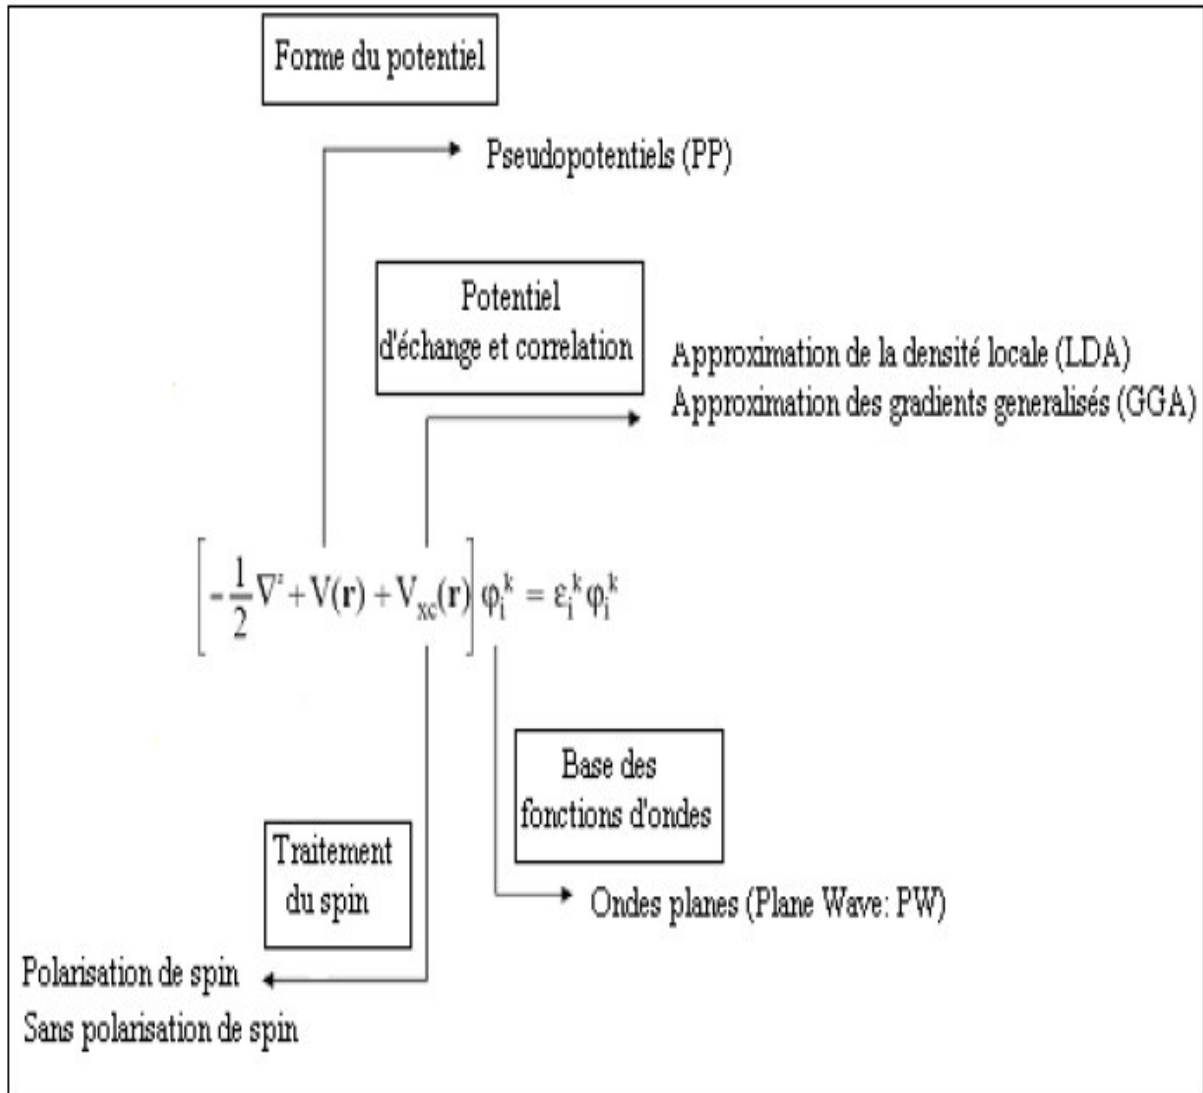 Forme du potentiel
Pseudopotentiels (PP)
Potentiel
d'échange et correlation
Approximation de la densité locale (LDA)
Approximation des gradients generalisés (GGA)
[-1/2 ∇² + V(r) + Vxc(r)] φᵢᵏ = εᵢᵏ φᵢᵏ
Base des
fonctions d'ondes
Traitement
du spin
Ondes planes (Plane Wave: PW)
Polarisation de spin
Sans polarisation de spin